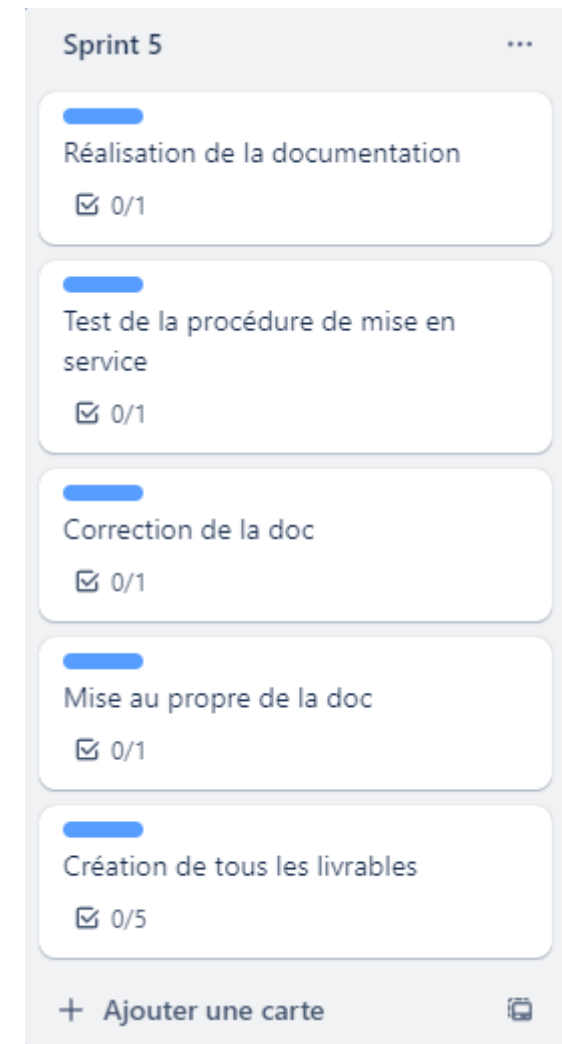 Sprint 5
Réalisation de la documentation
0/1
Test de la procédure de mise en
service
0/1
Correction de la doc
0/1
Mise au propre de la doc
0/1
Création de tous les livrables
0/5
+ Ajouter une carte